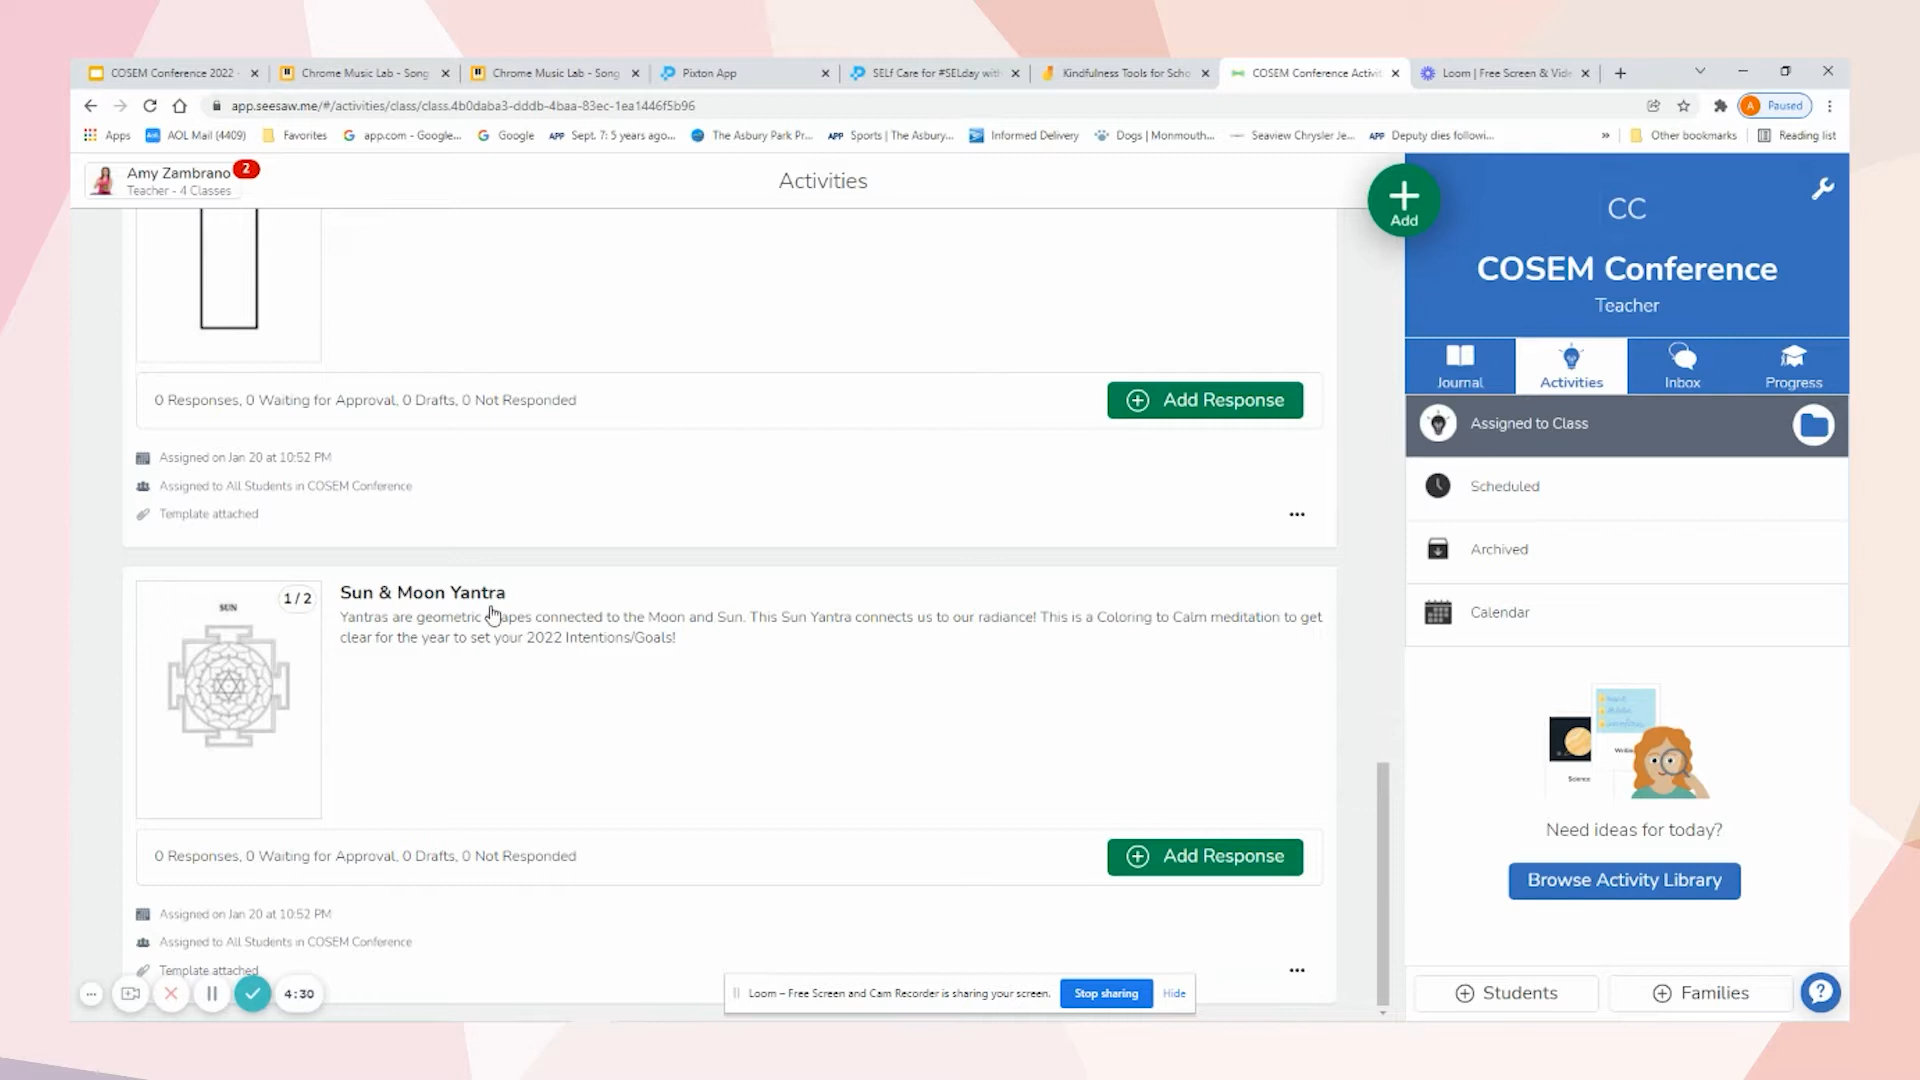 COSEM Conference 2022
Chrome Music Lab - Song
Chrome Music Lab - Song
Pixton App
SELf Care for #SELday with
Kindfulness Tools for Scho
COSEM Conference Activit
Loom | Free Screen & Vide
app.seesaw.me/#/activities/class/class.4b0daba3-dddb-4baa-83ec-1ea1446f5b96
A
Paused
Apps
AOL Mail (4409)
Favorites
app.com - Google...
Google
Sept. 7: 5 years ago...
The Asbury Park Pr...
Sports | The Asbury...
Informed Delivery
Dogs | Monmouth...
Seaview Chrysler Je...
Deputy dies followi...
»
Other bookmarks
Reading list
Amy Zambrano
2
Teacher - 4 Classes
Activities
Add
CC
COSEM Conference
Teacher
Journal
Activities
Inbox
Progress
Assigned to Class
Scheduled
Archived
Calendar
0 Responses, 0 Waiting for Approval, 0 Drafts, 0 Not Responded
Add Response
Assigned on Jan 20 at 10:52 PM
Assigned to All Students in COSEM Conference
Template attached
SUN
1 / 2
Sun & Moon Yantra
Yantras are geometric apes connected to the Moon and Sun. This Sun Yantra connects us to our radiance! This is a Coloring to Calm meditation to get
clear for the year to set your 2022 Intentions/Goals!
0 Responses, 0 Waiting for Approval, 0 Drafts, 0 Not Responded
Add Response
Assigned on Jan 20 at 10:52 PM
Assigned to All Students in COSEM Conference
Template attached
Science
Need ideas for today?
Browse Activity Library
Students
Families
4:30
Loom – Free Screen and Cam Recorder is sharing your screen.
Stop sharing
Hide